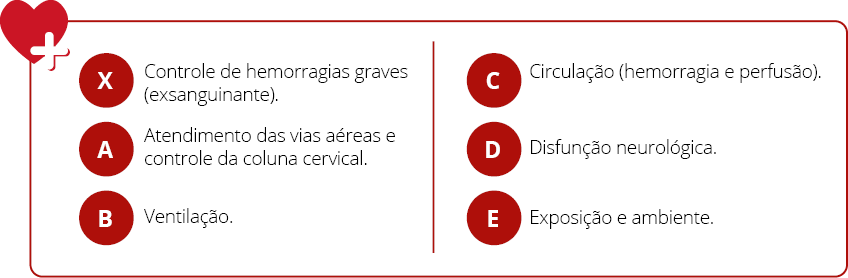 X
Controle de hemorragias graves
(exsanguinante).
A
Atendimento das vias aéreas e
controle da coluna cervical.
B
Ventilação.
C
Circulação (hemorragia e perfusão).
D
Disfunção neurológica.
E
Exposição e ambiente.